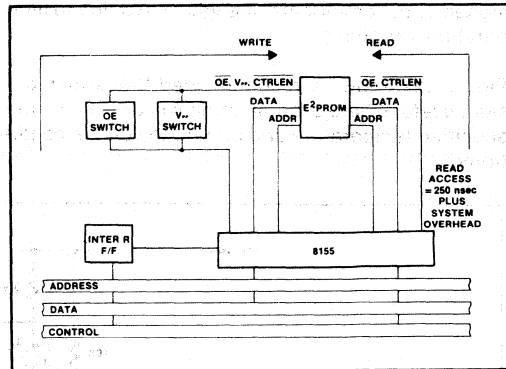 WRITE
READ
OE, Vpp, CTRLEN
OE, CTRLEN
E²PROM
DATA
DATA
ADDR
ADDR
OE
SWITCH
Vpp
SWITCH
READ
ACCESS
= 250 nsec
PLUS
SYSTEM
OVERHEAD
INTER R
F/F
8155
ADDRESS
DATA
CONTROL